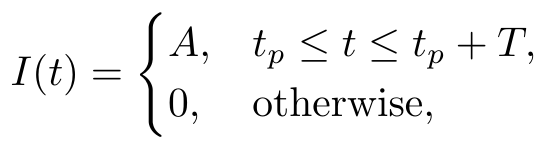 I(t) = { A, t_p ≤ t ≤ t_p + T,
0, otherwise,